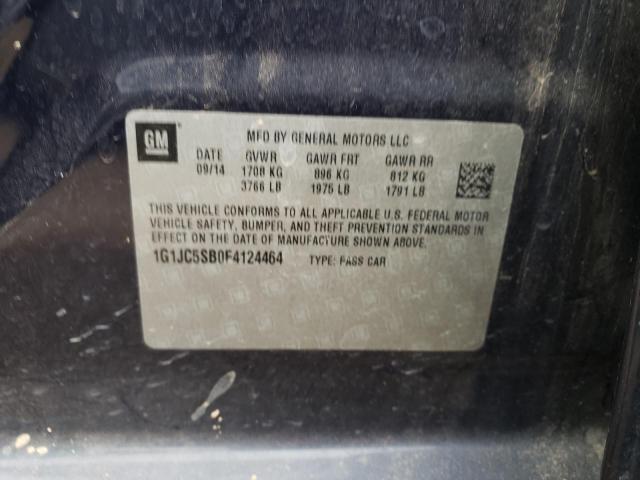 GM
MFD BY GENERAL MOTORS LLC
DATE GVWR GAWR FRT GAWR RR
09/14 1708 KG 896 KG 812 KG
3766 LB 1975 LB 1791 LB
THIS VEHICLE CONFORMS TO ALL APPLICABLE U.S. FEDERAL MOTOR
VEHICLE SAFETY, BUMPER, AND THEFT PREVENTION STANDARDS IN
EFFECT ON THE DATE OF MANUFACTURE SHOWN ABOVE.
1G1JC5SB0F4124464 TYPE: PASS CAR